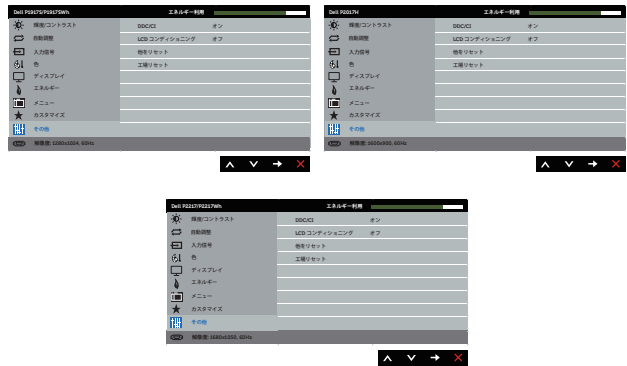 Dell P1917S/P1917SWh エネルギー利用
輝度/コントラスト DDC/CI オン
自動調整 LCD コンディショニング オフ
入力信号 他をリセット
色 工場リセット
ディスプレイ
エネルギー
メニュー
カスタマイズ
その他
解像度: 1280x1024, 60Hz
Dell P2017H エネルギー利用
輝度/コントラスト DDC/CI オン
自動調整 LCD コンディショニング オフ
入力信号 他をリセット
色 工場リセット
ディスプレイ
エネルギー
メニュー
カスタマイズ
その他
解像度: 1600x900, 60Hz
Dell P2217/P2217Wh エネルギー利用
輝度/コントラスト DDC/CI オン
自動調整 LCD コンディショニング オフ
入力信号 他をリセット
色 工場リセット
ディスプレイ
エネルギー
メニュー
カスタマイズ
その他
解像度: 1680x1050, 60Hz